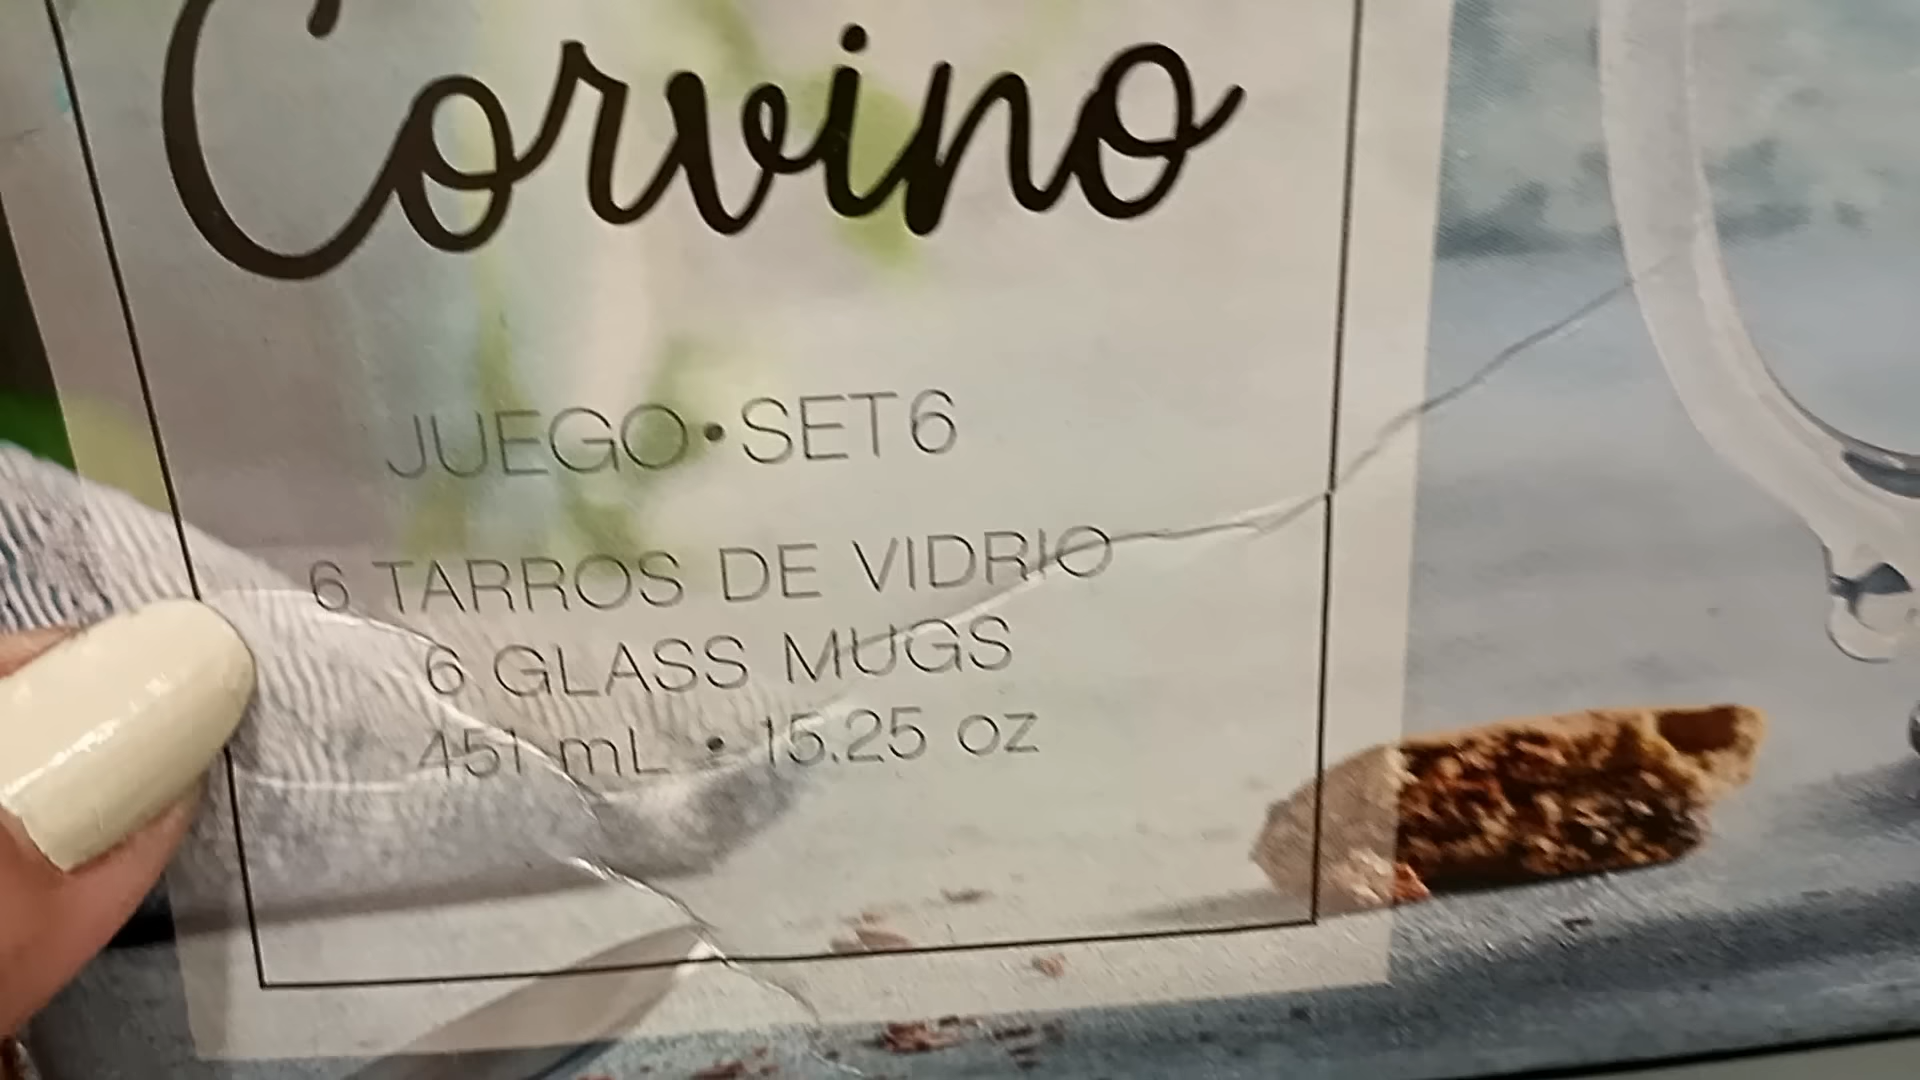 Corvino
JUEGO•SET 6
6 TARROS DE VIDRIO
6 GLASS MUGS
451 mL • 15.25 oz